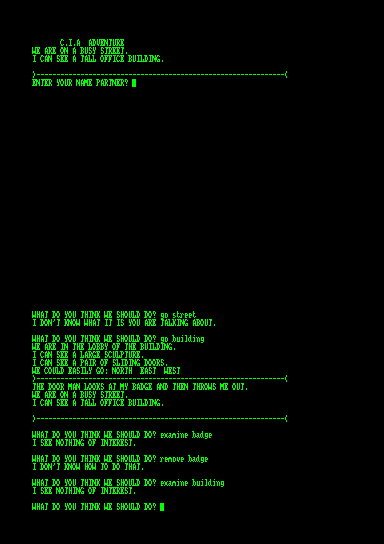 C.I.A ADVENTURE
WE ARE ON A BUSY STREET.
I CAN SEE A TALL OFFICE BUILDING.
>---------------------------------------------------------------<
ENTER YOUR NAME PARTNER?
WHAT DO YOU THINK WE SHOULD DO? go street
I DON'T KNOW WHAT IT IS YOU ARE TALKING ABOUT.
WHAT DO YOU THINK WE SHOULD DO? go building
WE ARE IN THE LOBBY OF THE BUILDING.
I CAN SEE A LARGE SCULPTURE.
I CAN SEE A PAIR OF SLIDING DOORS.
WE COULD EASILY GO: NORTH EAST WEST
>---------------------------------------------------------------<
THE DOOR MAN LOOKS AT MY BADGE AND THEN THROWS ME OUT.
WE ARE ON A BUSY STREET.
I CAN SEE A TALL OFFICE BUILDING.
>---------------------------------------------------------------<
WHAT DO YOU THINK WE SHOULD DO? examine badge
I SEE NOTHING OF INTEREST.
WHAT DO YOU THINK WE SHOULD DO? remove badge
I DON'T KNOW HOW TO DO THAT.
WHAT DO YOU THINK WE SHOULD DO? examine building
I SEE NOTHING OF INTEREST.
WHAT DO YOU THINK WE SHOULD DO?